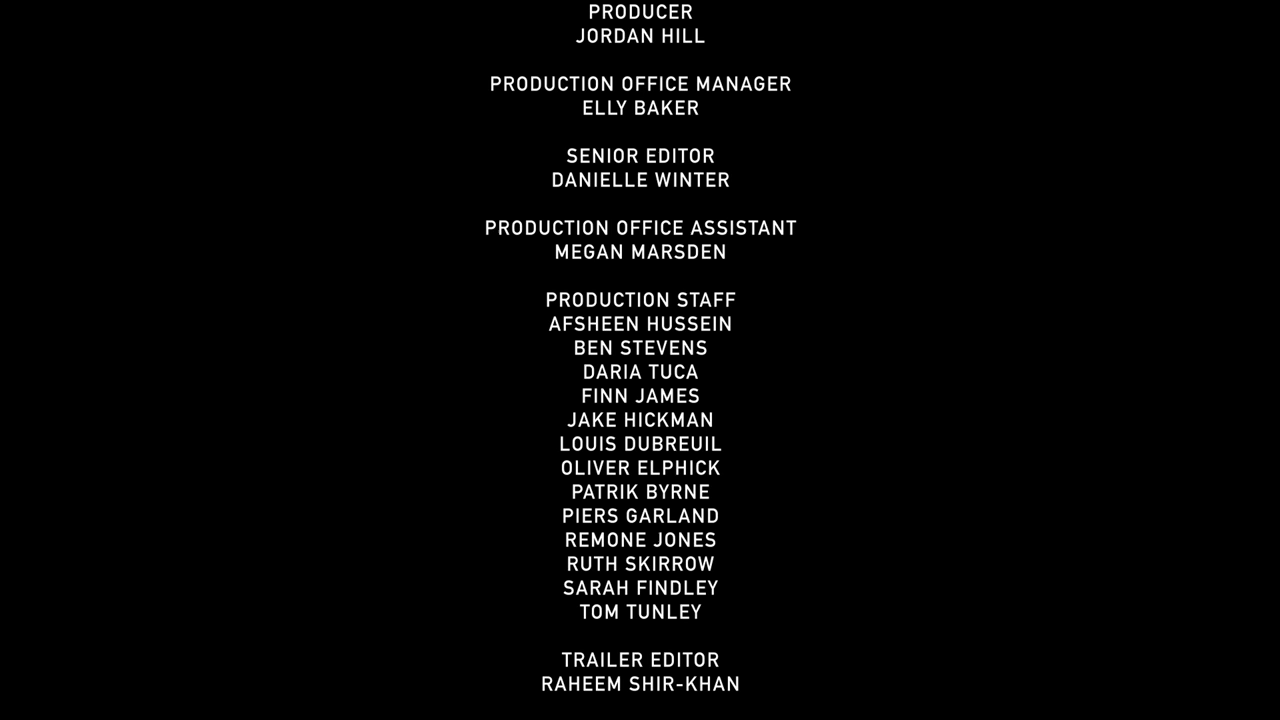 PRODUCER
JORDAN HILL
PRODUCTION OFFICE MANAGER
ELLY BAKER
SENIOR EDITOR
DANIELLE WINTER
PRODUCTION OFFICE ASSISTANT
MEGAN MARSDEN
PRODUCTION STAFF
AFSHEEN HUSSEIN
BEN STEVENS
DARIA TUCA
FINN JAMES
JAKE HICKMAN
LOUIS DUBREUIL
OLIVER ELPHICK
PATRIK BYRNE
PIERS GARLAND
REMONE JONES
RUTH SKIRROW
SARAH FINDLEY
TOM TUNLEY
TRAILER EDITOR
RAHEEM SHIR-KHAN